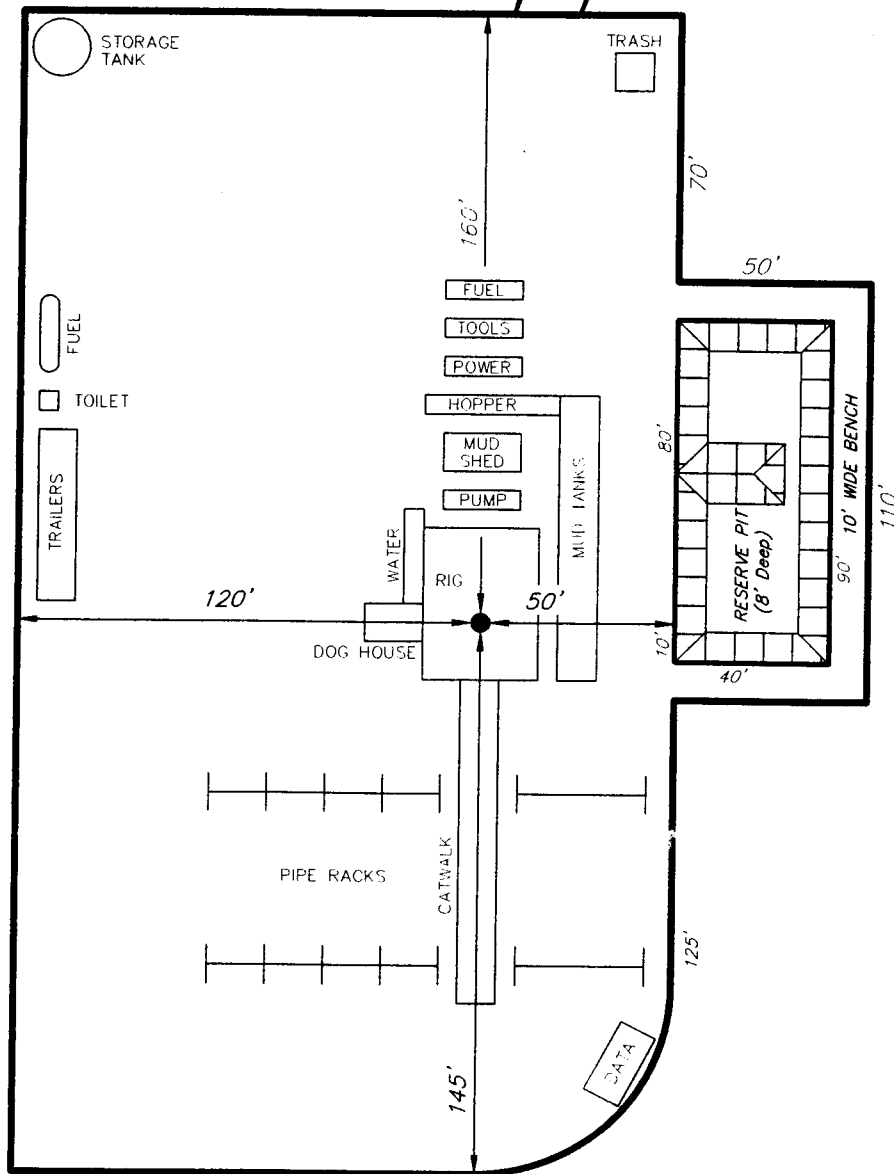 STORAGE
TANK
TRASH
160'
70'
50'
FUEL
TOOLS
POWER
HOPPER
MUD
SHED
PUMP
MUD TANKS
FUEL
TOILET
TRAILERS
WATER
RIG
120'
50'
DOG HOUSE
80'
10'
40'
RESERVE PIT
(8' Deep)
90'
10' WIDE BENCH
110'
PIPE RACKS
CATWALK
125'
DATA
145'